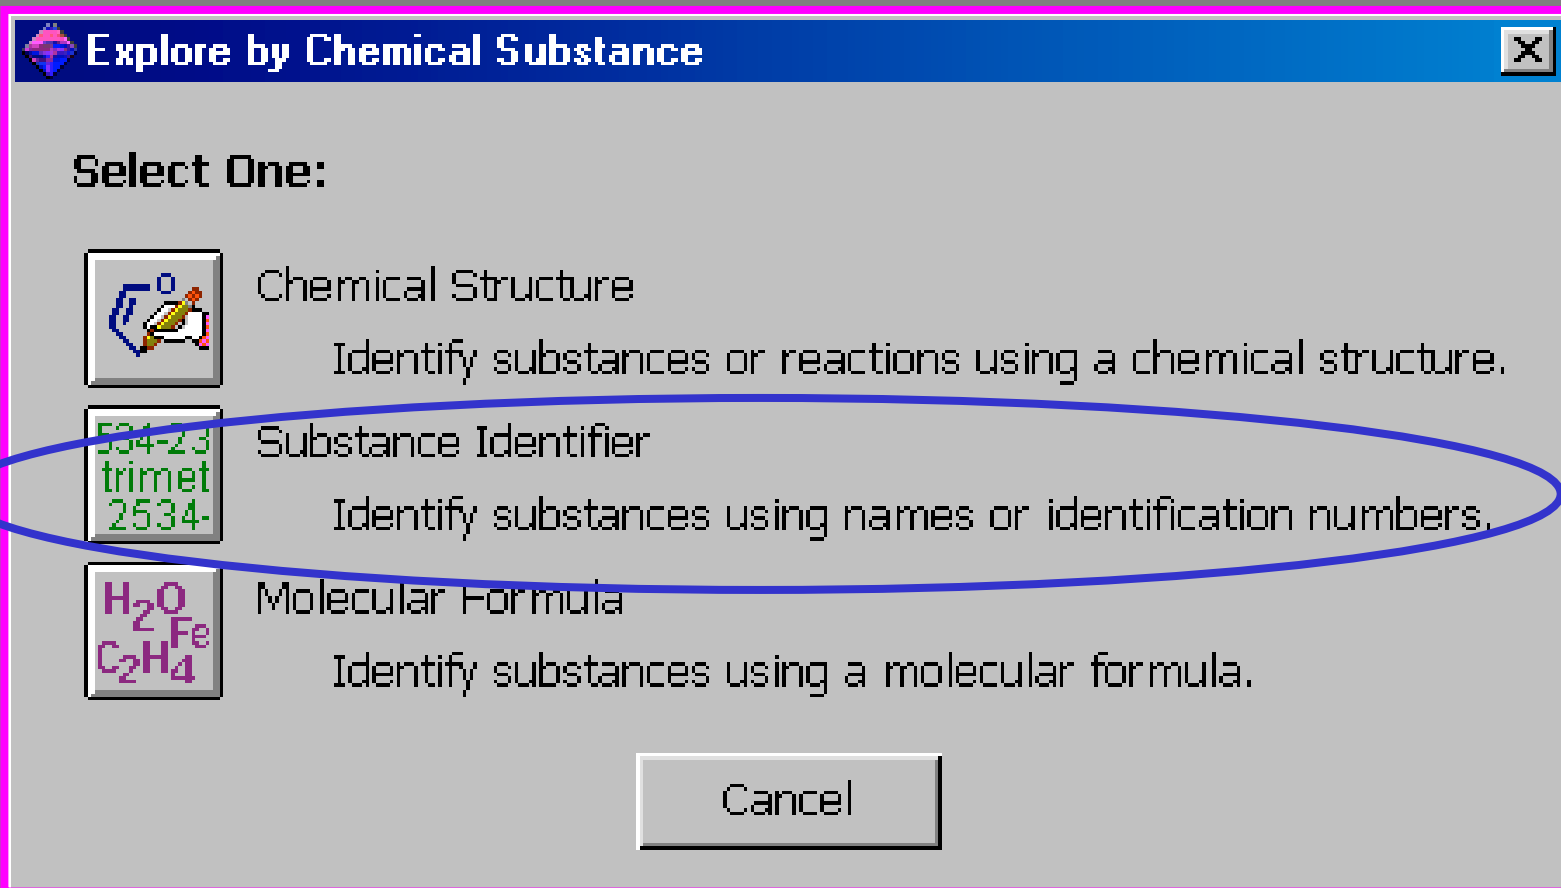 Explore by Chemical Substance
Select One:
Chemical Structure
Identify substances or reactions using a chemical structure.
534-23
trimet
2534-
Substance Identifier
Identify substances using names or identification numbers.
H2O
Fe
C2H4
Molecular Formula
Identify substances using a molecular formula.
Cancel